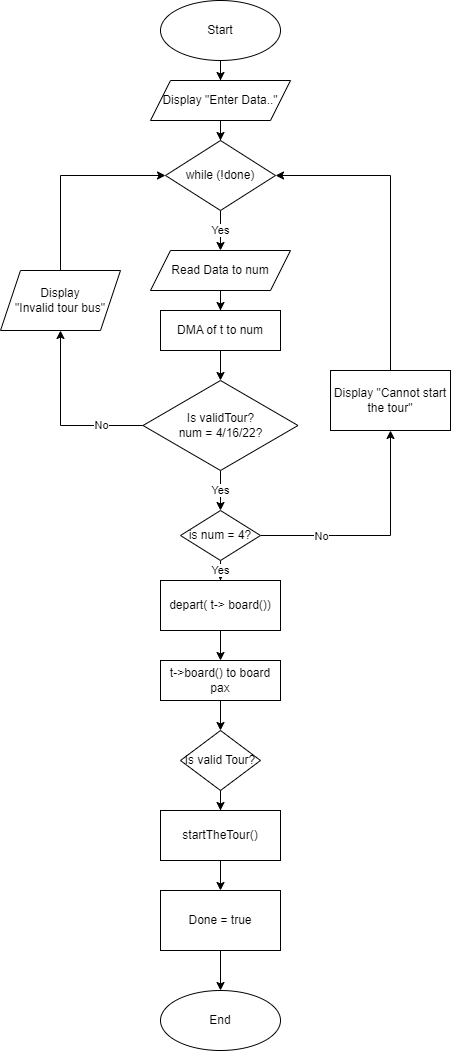 Start
Display "Enter Data.."
while (!done)
Yes
Read Data to num
Display
"Invalid tour bus"
DMA of t to num
Display "Cannot start
the tour"
Is validTour?
num = 4/16/22?
No
Yes
is num = 4?
No
Yes
depart( t-> board())
t->board() to board
pax
Is valid Tour?
startTheTour()
Done = true
End